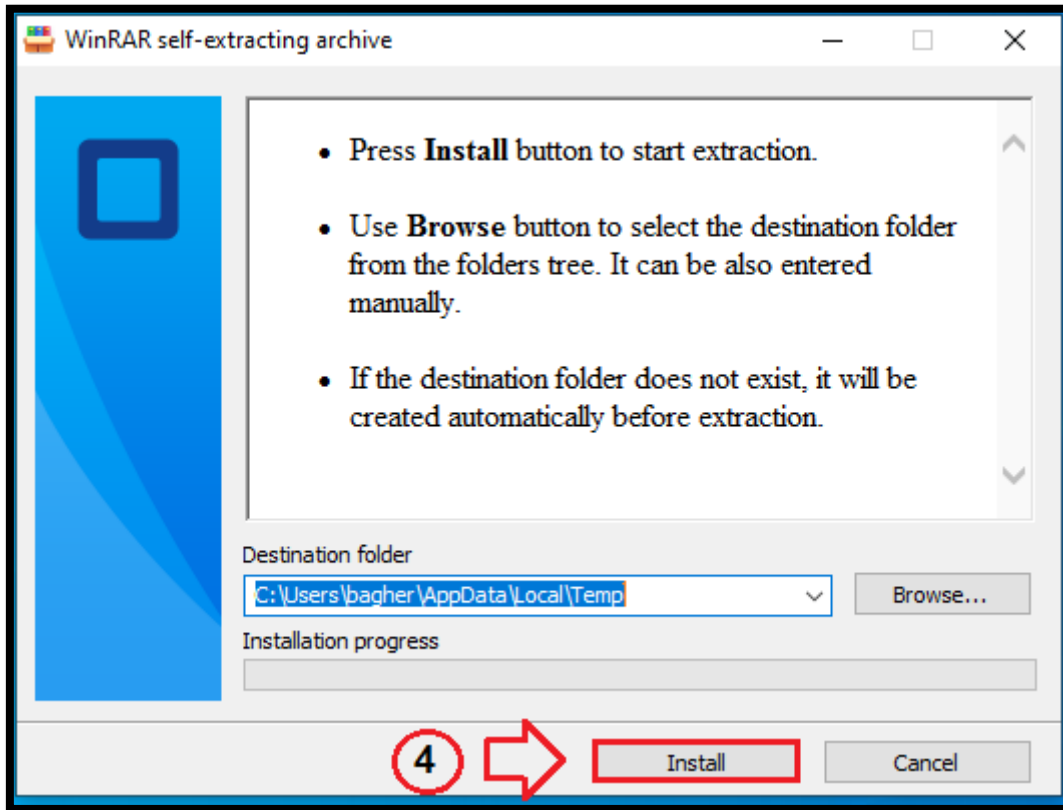 WinRAR self-extracting archive
• Press Install button to start extraction.
• Use Browse button to select the destination folder
from the folders tree. It can be also entered
manually.
• If the destination folder does not exist, it will be
created automatically before extraction.
Destination folder
C:\Users\bagher\AppData\Local\Temp
Browse...
Installation progress
4
Install
Cancel